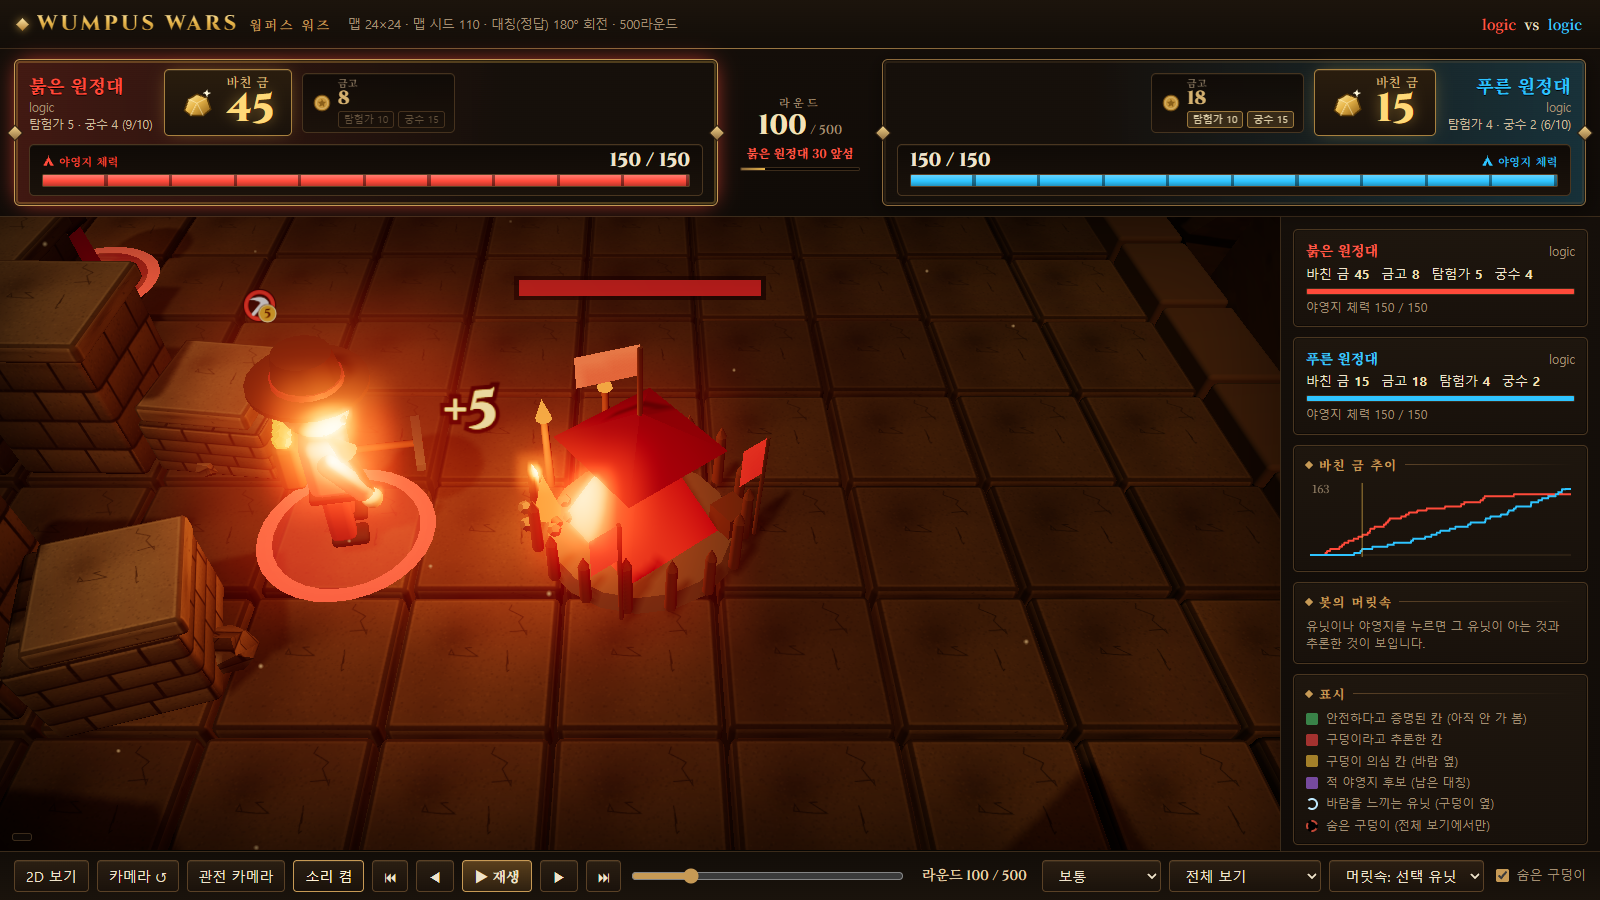 WUMPUS WARS 웜퍼스 워즈 맵 24×24 · 맵 시드 110 · 대칭(정답) 180° 회전 · 500라운드 logic vs logic
붉은 원정대
logic
탐험가 5 · 궁수 4 (9/10)
바친 금
45
금고
8
탐험가 10 궁수 15
야영지 체력 150 / 150
라운드
100 / 500
붉은 원정대 30 앞섬
금고
18
탐험가 10 궁수 15
바친 금
15
푸른 원정대
logic
탐험가 4 · 궁수 2 (6/10)
150 / 150 야영지 체력
5
+5
붉은 원정대 logic
바친 금 45 금고 8 탐험가 5 궁수 4
야영지 체력 150 / 150
푸른 원정대 logic
바친 금 15 금고 18 탐험가 4 궁수 2
야영지 체력 150 / 150
바친 금 추이
163
봇의 머릿속
유닛이나 야영지를 누르면 그 유닛이 아는 것과
추론한 것이 보입니다.
표시
안전하다고 증명된 칸 (아직 안 가 봄)
구덩이라고 추론한 칸
구덩이 의심 칸 (바람 옆)
적 야영지 후보 (남은 대칭)
바람을 느끼는 유닛 (구덩이 옆)
숨은 구덩이 (전체 보기에서만)
2D 보기 카메라 ↺ 관전 카메라 소리 켬 ⏮ ◀ ▶ 재생 ▶ ⏭ 라운드 100 / 500 보통 전체 보기 머릿속: 선택 유닛 숨은 구덩이